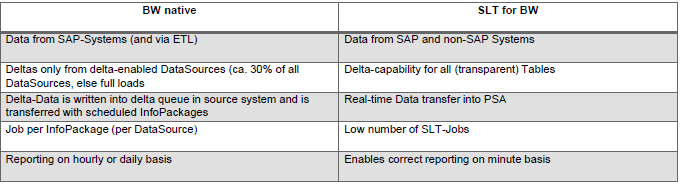 BW native
SLT for BW
Data from SAP-Systems (and via ETL)
Data from SAP and non-SAP Systems
Deltas only from delta-enabled DataSources (ca. 30% of all
DataSources, else full loads
Delta-capability for all (transparent) Tables
Delta-Data is written into delta queue in source system and is
transferred with scheduled InfoPackages
Real-time Data transfer into PSA
Job per InfoPackage (per DataSource)
Low number of SLT-Jobs
Reporting on hourly or daily basis
Enables correct reporting on minute basis